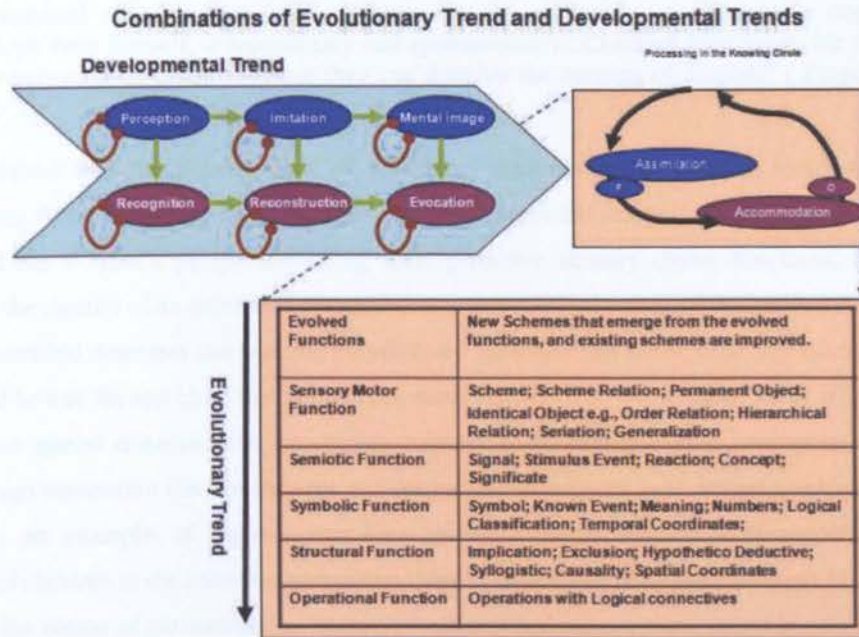 Combinations of Evolutionary Trend and Developmental Trends
Processing in the Knowing Circle
Developmental Trend
Perception
Imitation
Mental image
Recognition
Reconstruction
Evocation
Assimilation
Accommodation
Evolutionary Trend
Evolved Functions
New Schemes that emerge from the evolved
functions, and existing schemes are improved.
Sensory Motor
Function
Scheme; Scheme Relation; Permanent Object;
Identical Object e.g., Order Relation; Hierarchical
Relation; Seriation; Generalization
Semiotic Function
Signal; Stimulus Event; Reaction; Concept;
Significate
Symbolic Function
Symbol; Known Event; Meaning; Numbers; Logical
Classification; Temporal Coordinates;
Structural Function
Implication; Exclusion; Hypothetico Deductive;
Syllogistic; Causality; Spatial Coordinates
Operational Function
Operations with Logical connectives